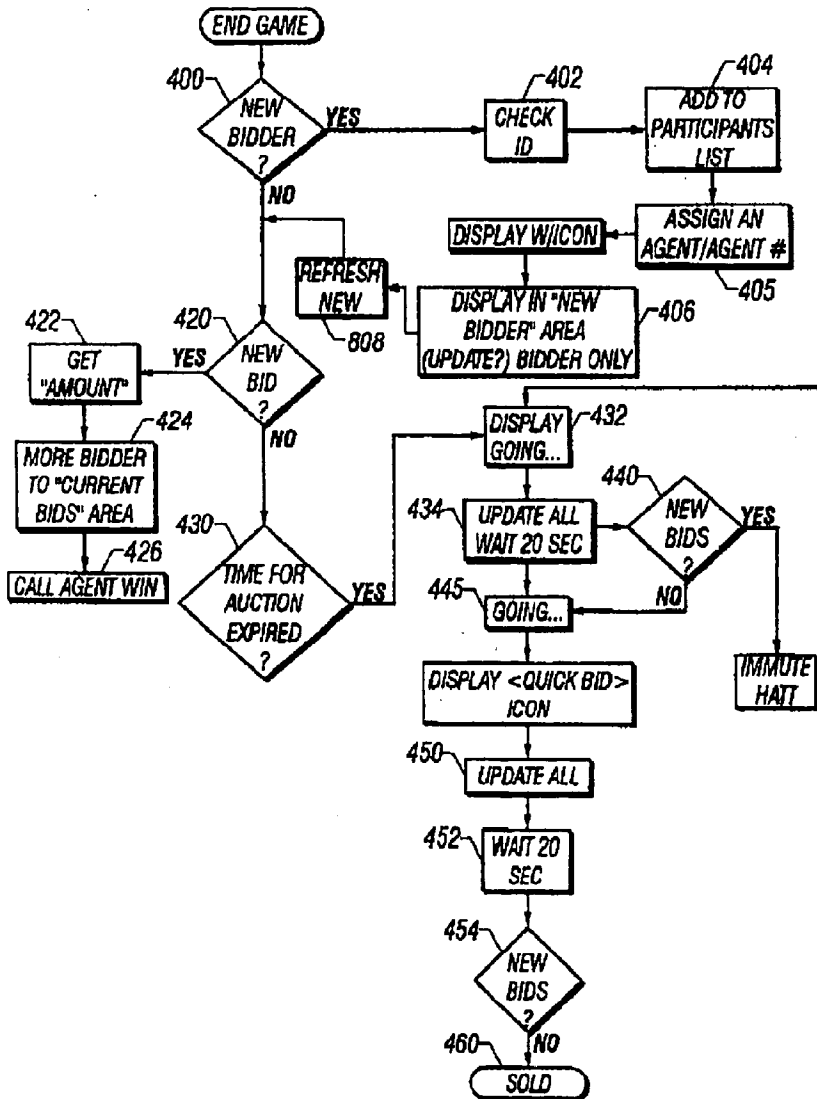 END GAME
400
NEW
BIDDER
?
YES
NO
402
CHECK
ID
404
ADD TO
PARTICIPANTS
LIST
ASSIGN AN
AGENT/AGENT #
405
DISPLAY W/ICON
DISPLAY IN "NEW
BIDDER" AREA
(UPDATE?) BIDDER ONLY
406
REFRESH
NEW
808
420
NEW
BID
?
YES
NO
422
GET
"AMOUNT"
424
MORE BIDDER
TO "CURRENT
BIDS" AREA
426
CALL AGENT WIN
430
TIME FOR
AUCTION
EXPIRED
?
YES
DISPLAY
GOING...
432
434
UPDATE ALL
WAIT 20 SEC
440
NEW
BIDS
?
YES
NO
IMMUTE
HATT
445
GOING...
DISPLAY <QUICK BID>
ICON
450
UPDATE ALL
452
WAIT 20
SEC
454
NEW
BIDS
?
NO
460
SOLD